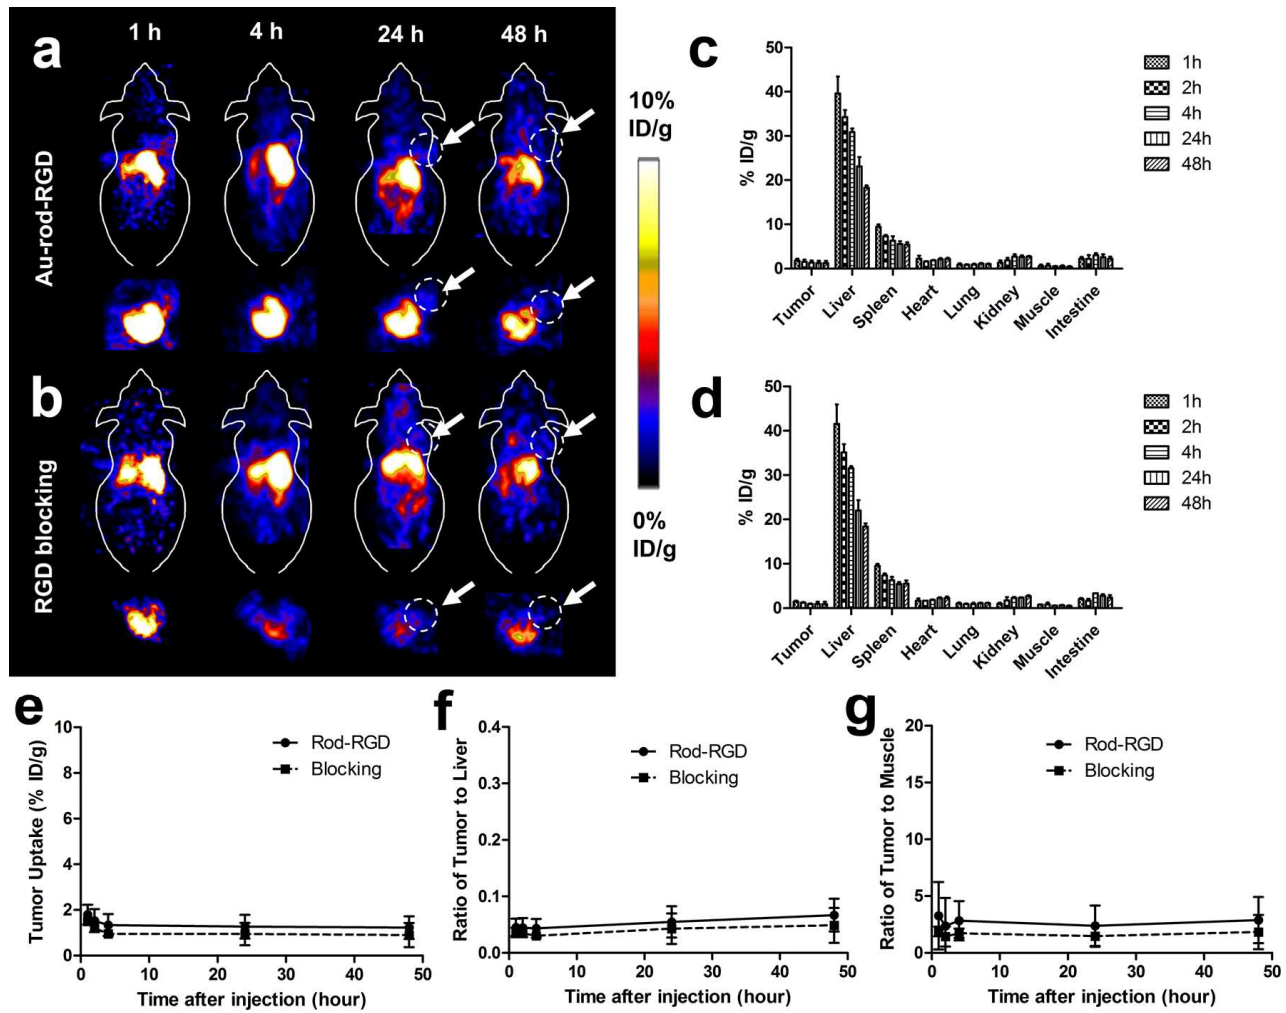 a
1 h
4 h
24 h
48 h
Au-rod-RGD
b
RGD blocking
10%
ID/g
0%
ID/g
c
50
40
30
20
10
0
% ID/g
Tumor
Liver
Spleen
Heart
Lung
Kidney
Muscle
Intestine
1h
2h
4h
24h
48h
d
50
40
30
20
10
0
% ID/g
Tumor
Liver
Spleen
Heart
Lung
Kidney
Muscle
Intestine
1h
2h
4h
24h
48h
e
Tumor Uptake (% ID/g)
10
8
6
4
2
0
0
10
20
30
40
50
Time after injection (hour)
Rod-RGD
Blocking
f
Ratio of Tumor to Liver
0.4
0.3
0.2
0.1
0.0
0
10
20
30
40
50
Time after injection (hour)
Rod-RGD
Blocking
g
Ratio of Tumor to Muscle
20
15
10
5
0
0
10
20
30
40
50
Time after injection (hour)
Rod-RGD
Blocking